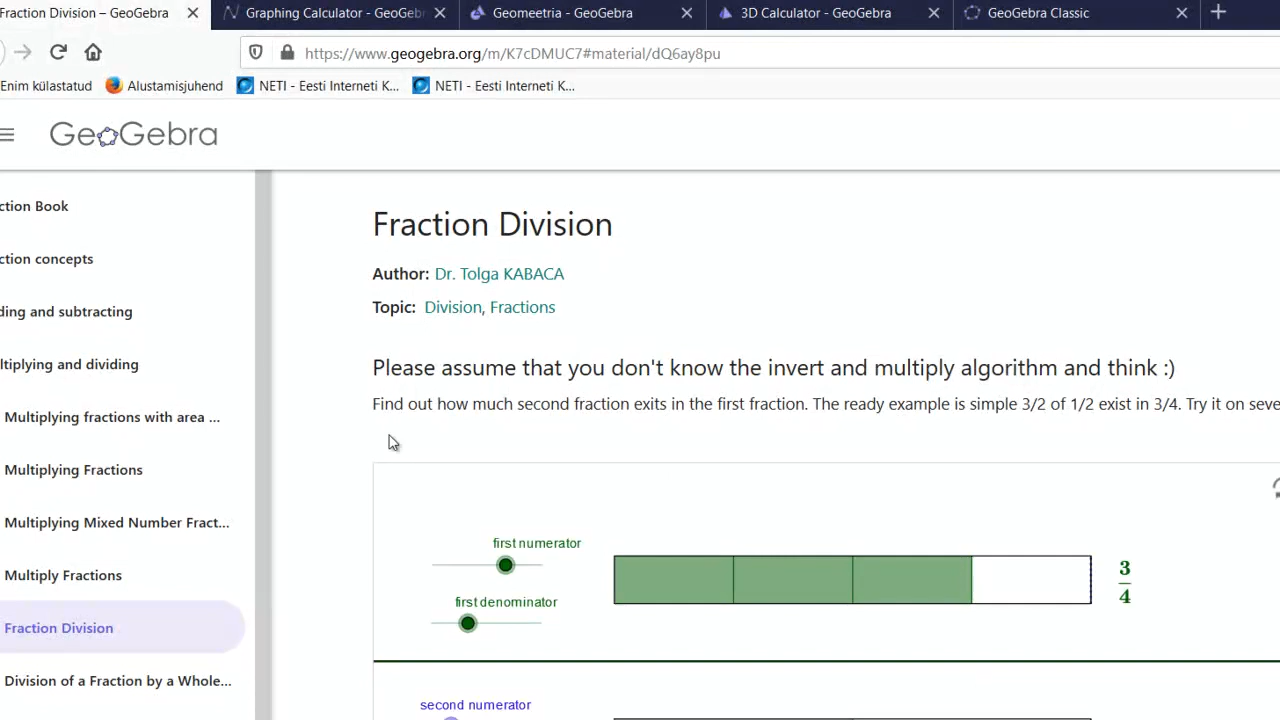 Fraction Division – GeoGebra
Graphing Calculator - GeoGeb
Geomeetria - GeoGebra
3D Calculator - GeoGebra
GeoGebra Classic
https://www.geogebra.org/m/K7cDMUC7#material/dQ6ay8pu
Enim külastatud
Alustamisjuhend
NETI - Eesti Interneti K...
NETI - Eesti Interneti K...
GeoGebra
ction Book
ction concepts
ding and subtracting
ltiplying and dividing
Multiplying fractions with area ...
Multiplying Fractions
Multiplying Mixed Number Fract...
Multiply Fractions
Fraction Division
Division of a Fraction by a Whole...
Fraction Division
Author: Dr. Tolga KABACA
Topic: Division, Fractions
Please assume that you don't know the invert and multiply algorithm and think :)
Find out how much second fraction exits in the first fraction. The ready example is simple 3/2 of 1/2 exist in 3/4. Try it on seve
first numerator
first denominator
3
4
second numerator